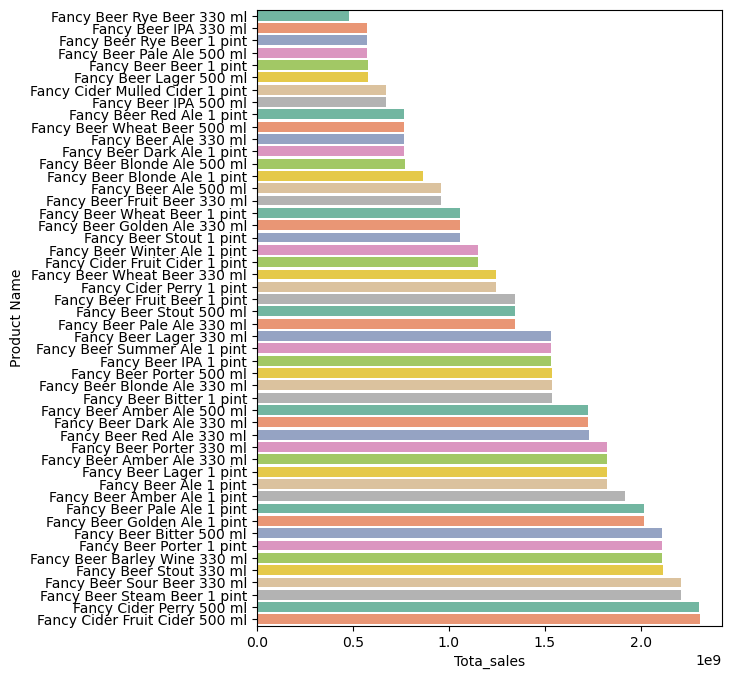 Fancy Beer Rye Beer 330 ml
Fancy Beer IPA 330 ml
Fancy Beer Rye Beer 1 pint
Fancy Beer Pale Ale 500 ml
Fancy Beer Beer 1 pint
Fancy Beer Lager 500 ml
Fancy Cider Mulled Cider 1 pint
Fancy Beer IPA 500 ml
Fancy Beer Red Ale 1 pint
Fancy Beer Wheat Beer 500 ml
Fancy Beer Ale 330 ml
Fancy Beer Dark Ale 1 pint
Fancy Beer Blonde Ale 500 ml
Fancy Beer Blonde Ale 1 pint
Fancy Beer Ale 500 ml
Fancy Beer Fruit Beer 330 ml
Fancy Beer Wheat Beer 1 pint
Fancy Beer Golden Ale 330 ml
Fancy Beer Stout 1 pint
Fancy Beer Winter Ale 1 pint
Fancy Cider Fruit Cider 1 pint
Fancy Beer Wheat Beer 330 ml
Fancy Cider Perry 1 pint
Fancy Beer Fruit Beer 1 pint
Fancy Beer Stout 500 ml
Fancy Beer Pale Ale 330 ml
Fancy Beer Lager 330 ml
Fancy Beer Summer Ale 1 pint
Fancy Beer IPA 1 pint
Fancy Beer Porter 500 ml
Fancy Beer Blonde Ale 330 ml
Fancy Beer Bitter 1 pint
Fancy Beer Amber Ale 500 ml
Fancy Beer Dark Ale 330 ml
Fancy Beer Red Ale 330 ml
Fancy Beer Porter 330 ml
Fancy Beer Amber Ale 330 ml
Fancy Beer Lager 1 pint
Fancy Beer Ale 1 pint
Fancy Beer Amber Ale 1 pint
Fancy Beer Pale Ale 1 pint
Fancy Beer Golden Ale 1 pint
Fancy Beer Bitter 500 ml
Fancy Beer Porter 1 pint
Fancy Beer Barley Wine 330 ml
Fancy Beer Stout 330 ml
Fancy Beer Sour Beer 330 ml
Fancy Beer Steam Beer 1 pint
Fancy Cider Perry 500 ml
Fancy Cider Fruit Cider 500 ml
Product Name
0.0 0.5 1.0 1.5 2.0
1e9
Tota_sales